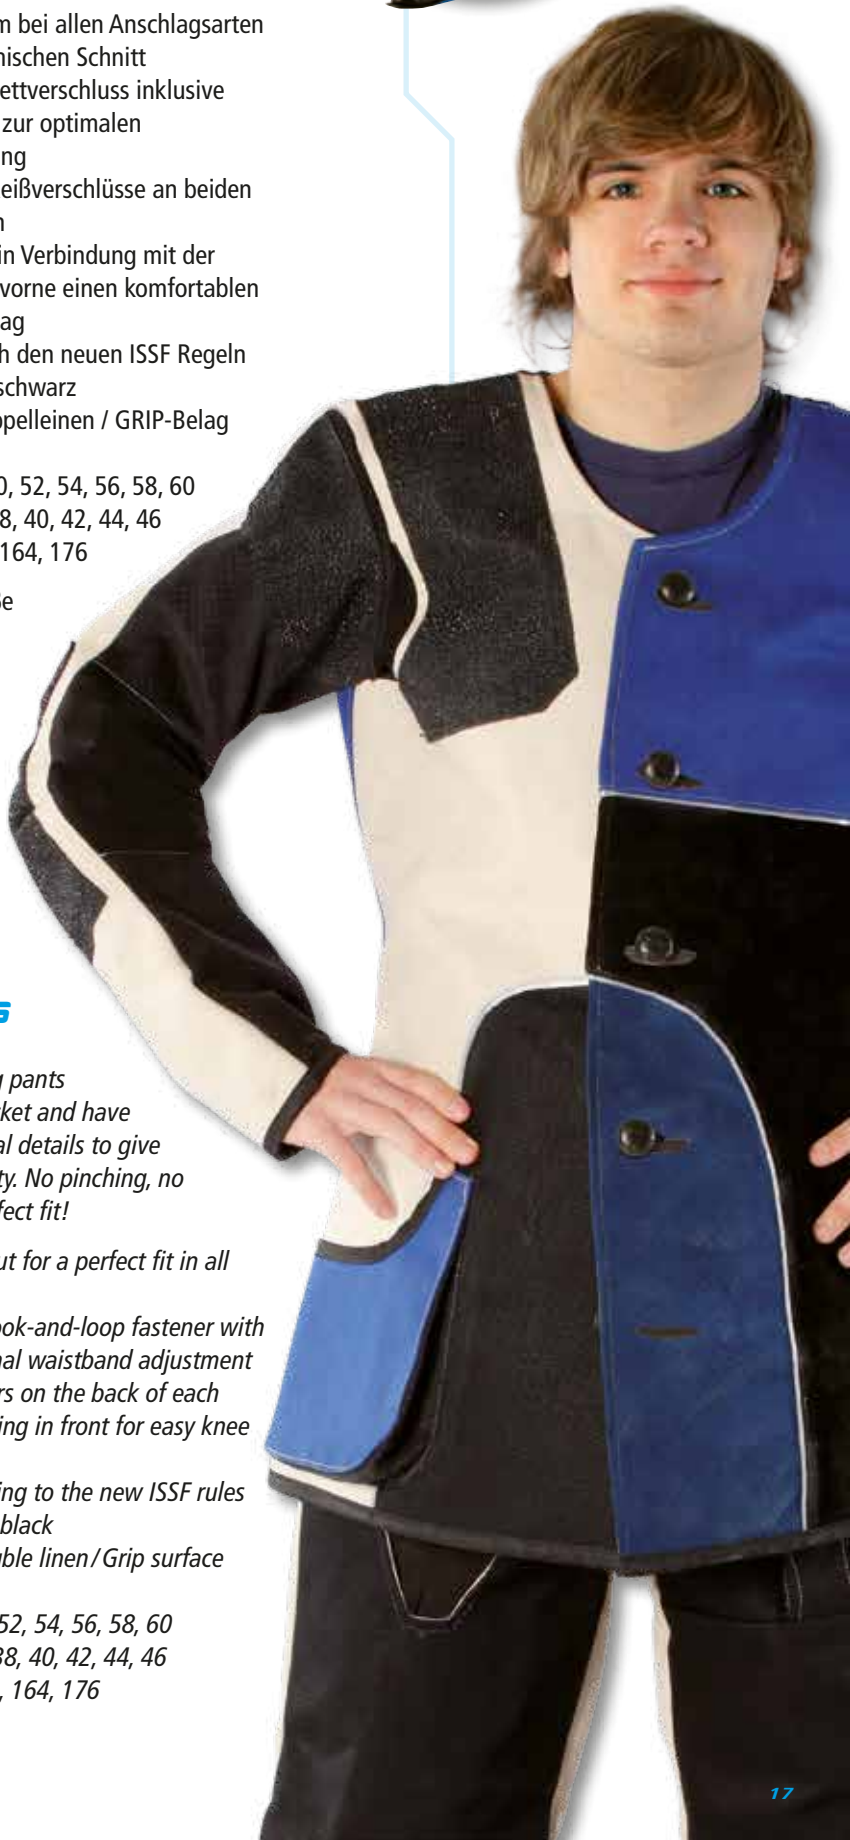 m bei allen Anschlagsarten
nischen Schnitt
ettverschluss inklusive
zur optimalen
ng
eißverschlüsse an beiden
n
in Verbindung mit der
vorne einen komfortablen
ag
h den neuen ISSF Regeln
schwarz
ppelleinen / GRIP-Belag
0, 52, 54, 56, 58, 60
8, 40, 42, 44, 46
164, 176
ße
s
g pants
ket and have
al details to give
ty. No pinching, no
fect fit!
ut for a perfect fit in all
ook-and-loop fastener with
nal waistband adjustment
rs on the back of each
ing in front for easy knee
ing to the new ISSF rules
black
uble linen/Grip surface
52, 54, 56, 58, 60
38, 40, 42, 44, 46
, 164, 176
17